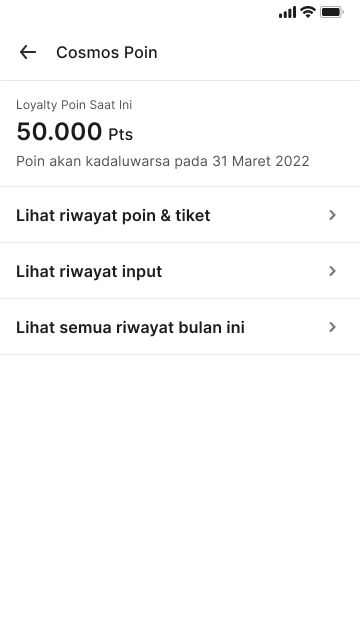 Cosmos Poin
Loyalty Poin Saat Ini
50.000 Pts
Poin akan kadaluwarsa pada 31 Maret 2022
Lihat riwayat poin & tiket
Lihat riwayat input
Lihat semua riwayat bulan ini